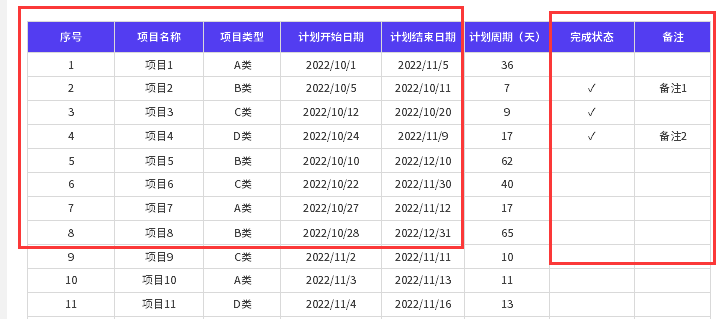 序号 项目名称 项目类型 计划开始日期 计划结束日期 计划周期（天） 完成状态 备注
1 项目1 A类 2022/10/1 2022/11/5 36
2 项目2 B类 2022/10/5 2022/10/11 7 ✓ 备注1
3 项目3 C类 2022/10/12 2022/10/20 9 ✓
4 项目4 D类 2022/10/24 2022/11/9 17 ✓ 备注2
5 项目5 B类 2022/10/10 2022/12/10 62
6 项目6 C类 2022/10/22 2022/11/30 40
7 项目7 A类 2022/10/27 2022/11/12 17
8 项目8 B类 2022/10/28 2022/12/31 65
9 项目9 C类 2022/11/2 2022/11/11 10
10 项目10 A类 2022/11/3 2022/11/13 11
11 项目11 D类 2022/11/4 2022/11/16 13